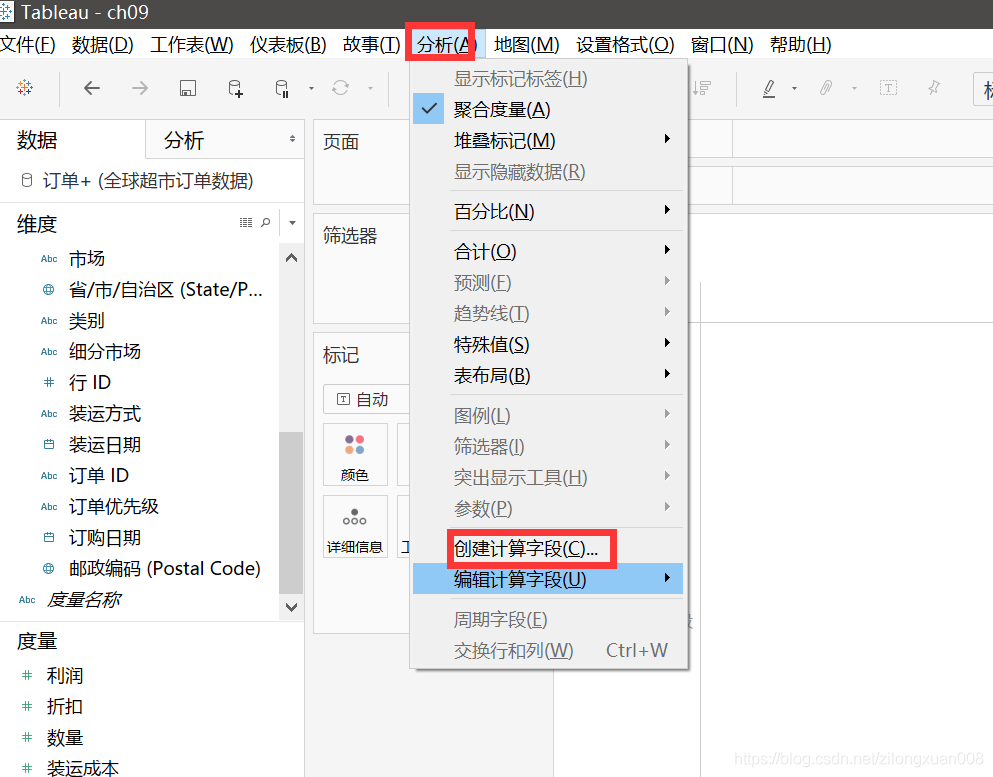 Tableau - ch09
文件(F) 数据(D) 工作表(W) 仪表板(B) 故事(T) 分析(A) 地图(M) 设置格式(O) 窗口(N) 帮助(H)
数据
分析
订单+ (全球超市订单数据)
维度
Abc 市场
省/市/自治区 (State/P...
Abc 类别
Abc 细分市场
# 行 ID
Abc 装运方式
装运日期
Abc 订单 ID
Abc 订单优先级
订购日期
邮政编码 (Postal Code)
Abc 度量名称
度量
# 利润
# 折扣
# 数量
# 装运成本
页面
筛选器
标记
T 自动
颜色
详细信息
显示标记标签(H)
聚合度量(A)
堆叠标记(M)
显示隐藏数据(R)
百分比(N)
合计(O)
预测(F)
趋势线(T)
特殊值(S)
表布局(B)
图例(L)
筛选器(I)
突出显示工具(H)
参数(P)
创建计算字段(C)...
编辑计算字段(U)
周期字段(E)
交换行和列(W) Ctrl+W
https://blog.csdn.net/zilongxuan008